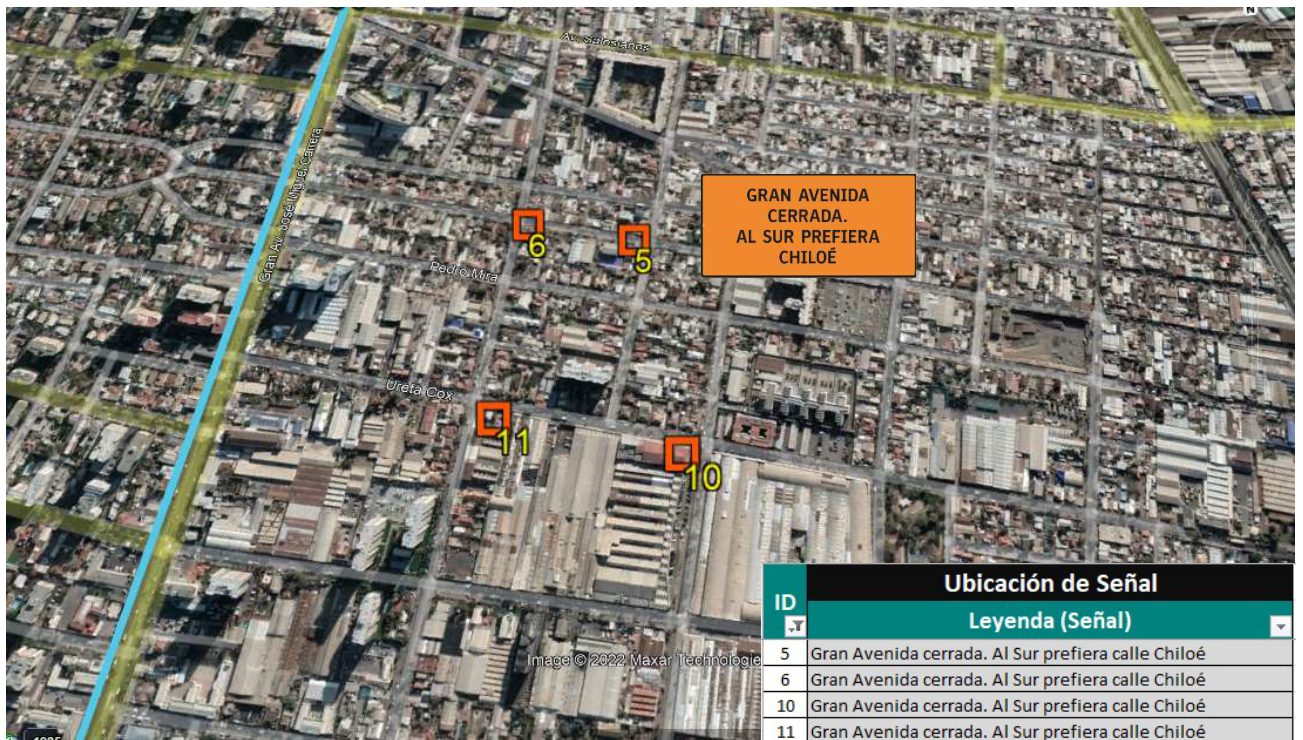 N
Av. Salesianos
Gran Av. José Miguel Carrera
GRAN AVENIDA
CERRADA.
AL SUR PREFIERA
CHILOÉ
6
5
Pedro Mira
Ureta Cox
11
10
Image © 2022 Maxar Technologie
ID
Ubicación de Señal
Leyenda (Señal)
5 Gran Avenida cerrada. Al Sur prefiera calle Chiloé
6 Gran Avenida cerrada. Al Sur prefiera calle Chiloé
10 Gran Avenida cerrada. Al Sur prefiera calle Chiloé
11 Gran Avenida cerrada. Al Sur prefiera calle Chiloé